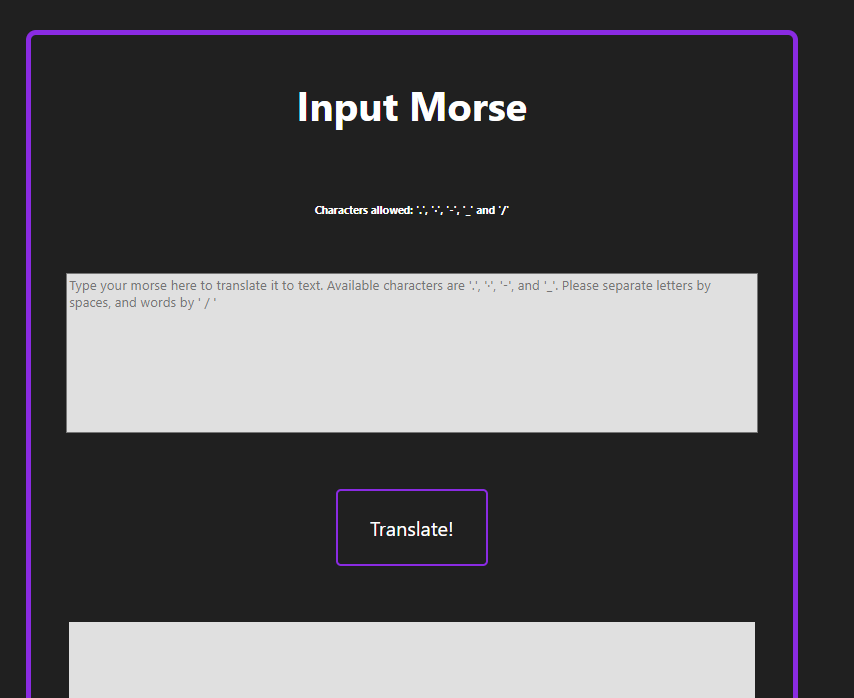 Input Morse
Characters allowed: '.', '·', '-', '_' and '/'
Type your morse here to translate it to text. Available characters are '.', '·', '-', and '_'. Please separate letters by
spaces, and words by ' / '
Translate!